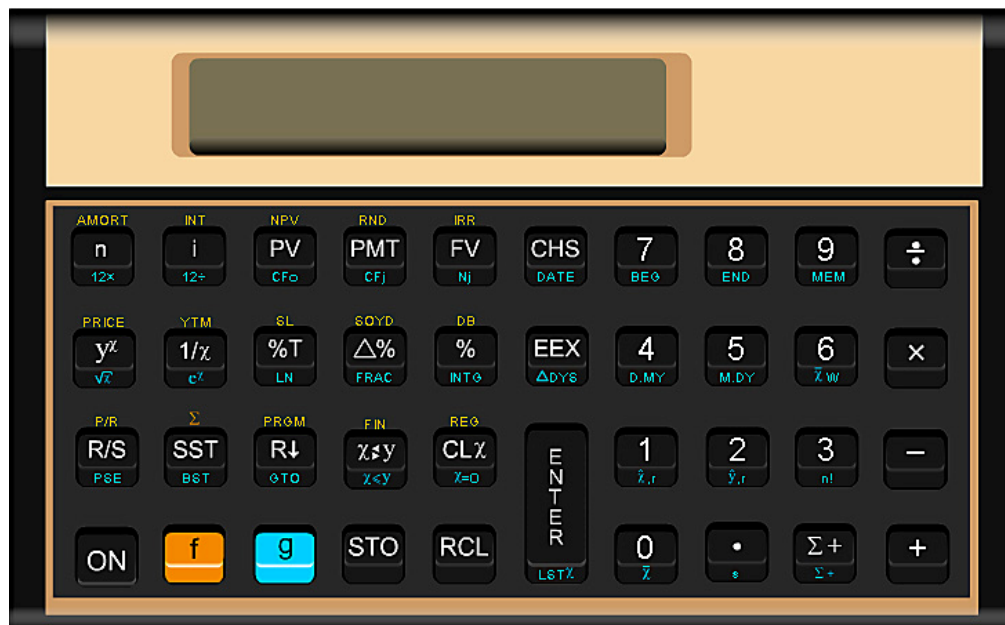 AMORT INT NPV RND IRR
n i PV PMT FV CHS 7 8 9 ÷
12× 12÷ CFo CFj Nj DATE BEG END MEM
PRICE YTM SL SOYD DB
yˣ 1/x %T △% % EEX 4 5 6 ×
√x eˣ LN FRAC INTG ΔDYS D.MY M.DY x̄w
P/R Σ PRGM FIN REG
R/S SST R↓ x≷y CLx ENTER 1 2 3 −
PSE BST GTO x≤y x=0 x̂,r ŷ,r n!
ON f g STO RCL 0 • Σ+ +
LSTx x̄ s Σ+